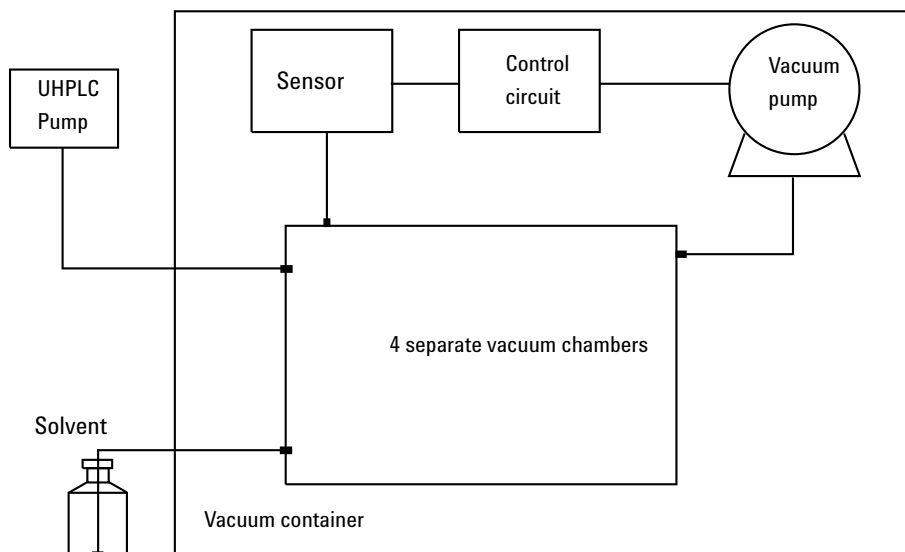 UHPLC
Pump
Sensor
Control
circuit
Vacuum
pump
4 separate vacuum chambers
Solvent
Vacuum container